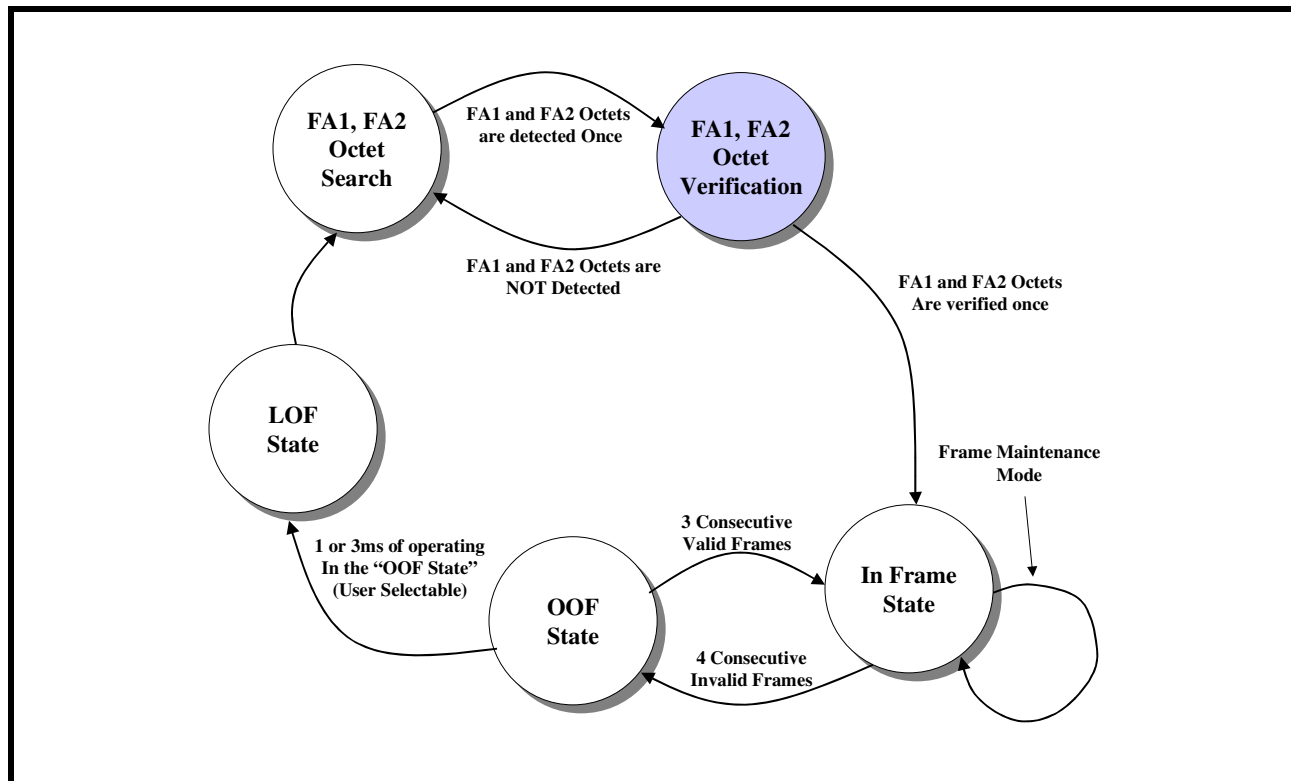 FA1, FA2
Octet
Search
FA1 and FA2 Octets
are detected Once
FA1, FA2
Octet
Verification
FA1 and FA2 Octets are
NOT Detected
FA1 and FA2 Octets
Are verified once
LOF
State
Frame Maintenance
Mode
1 or 3ms of operating
In the “OOF State”
(User Selectable)
3 Consecutive
Valid Frames
OOF
State
In Frame
State
4 Consecutive
Invalid Frames